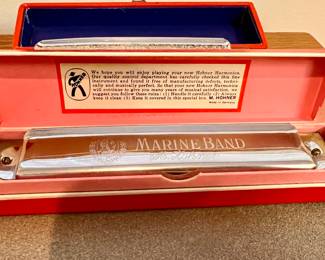 We hope you will enjoy playing your new Hohner Harmonica.
Our quality control department has carefully checked this fine
instrument and found it free of mechanical defects, techni-
cally and musically perfect. So that your new Hohner Harmonica
will continue to give you many years of musical satisfaction, we
suggest you follow these rules: (1) Handle it carefully (2) Always
keep it clean (3) Keep it covered in this special box. M. HOHNER
Made in Germany
MARINE BAND